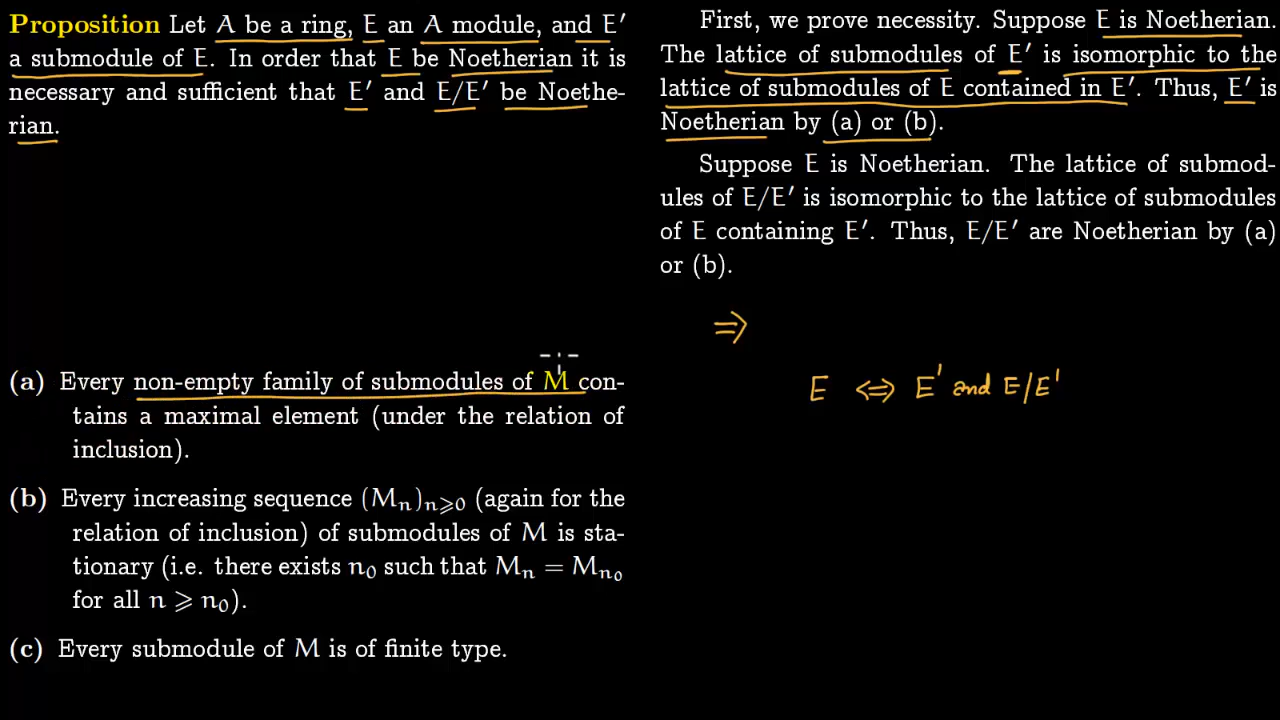 Proposition Let A be a ring, E an A module, and E′
a submodule of E. In order that E be Noetherian it is
necessary and sufficient that E′ and E/E′ be Noethe-
rian.
(a) Every non-empty family of submodules of M con-
tains a maximal element (under the relation of
inclusion).
(b) Every increasing sequence (Mn)n⩾0 (again for the
relation of inclusion) of submodules of M is sta-
tionary (i.e. there exists n0 such that Mn = Mn0
for all n ⩾ n0).
(c) Every submodule of M is of finite type.
First, we prove necessity. Suppose E is Noetherian.
The lattice of submodules of E′ is isomorphic to the
lattice of submodules of E contained in E′. Thus, E′ is
Noetherian by (a) or (b).
Suppose E is Noetherian. The lattice of submod-
ules of E/E′ is isomorphic to the lattice of submodules
of E containing E′. Thus, E/E′ are Noetherian by (a)
or (b).
⇒
E ⇔ E′ and E/E′